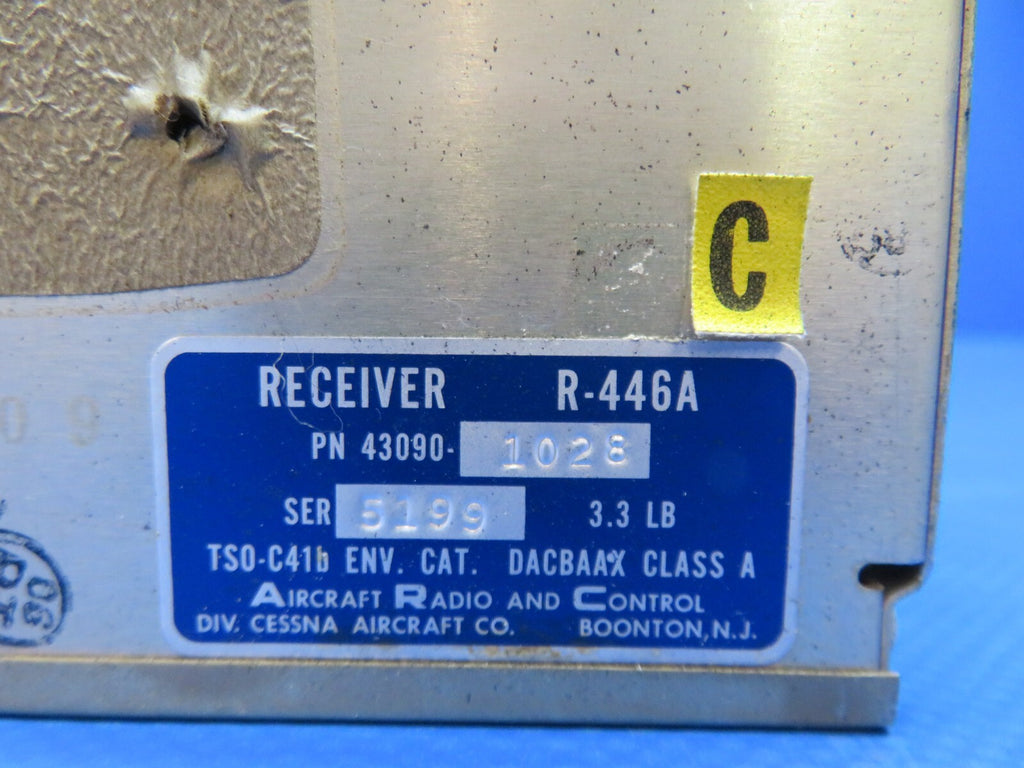 C
RECEIVER R-446A
PN 43090- 1028
SER 5199 3.3 LB
TSO-C41b ENV. CAT. DACBAAX CLASS A
AIRCRAFT RADIO AND CONTROL
DIV. CESSNA AIRCRAFT CO. BOONTON, N.J.